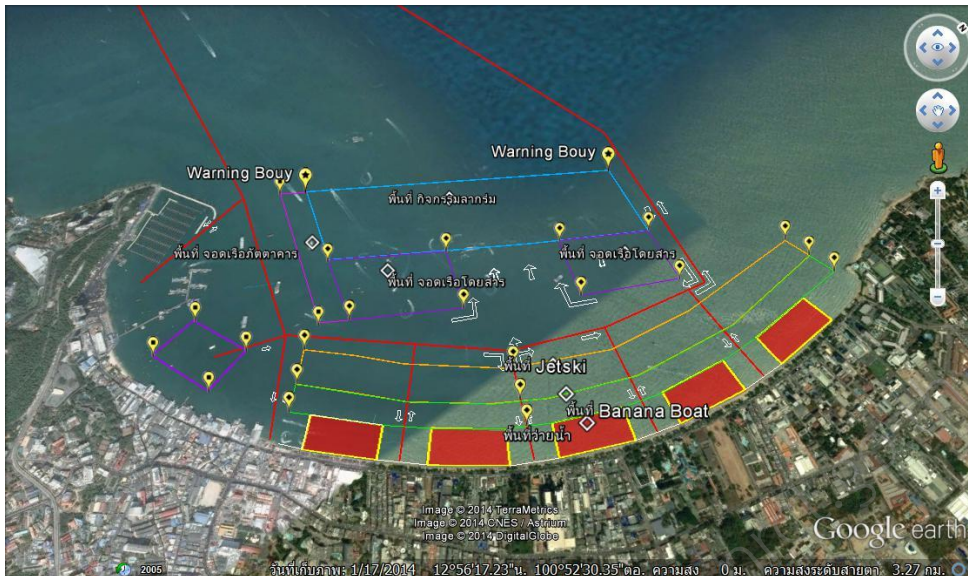 N
Warning Bouy
Warning Bouy
พื้นที่ กิจกรรมลากร่ม
พื้นที่ จอดเรือภัตตาคาร
พื้นที่ จอดเรือโดยสาร
พื้นที่ จอดเรือโดยสาร
พื้นที่ Jetski
พื้นที่ Banana Boat
พื้นที่ว่ายน้ำ
Image © 2014 TerraMetrics
Image © 2014 CNES / Astrium
Image © 2014 DigitalGlobe
Google earth
2005
วันที่เก็บภาพ: 1/17/2014 12°56'17.23"น. 100°52'30.35"ตอ. ความสูง 0 ม. ความสูงระดับสายตา 3.27 กม.